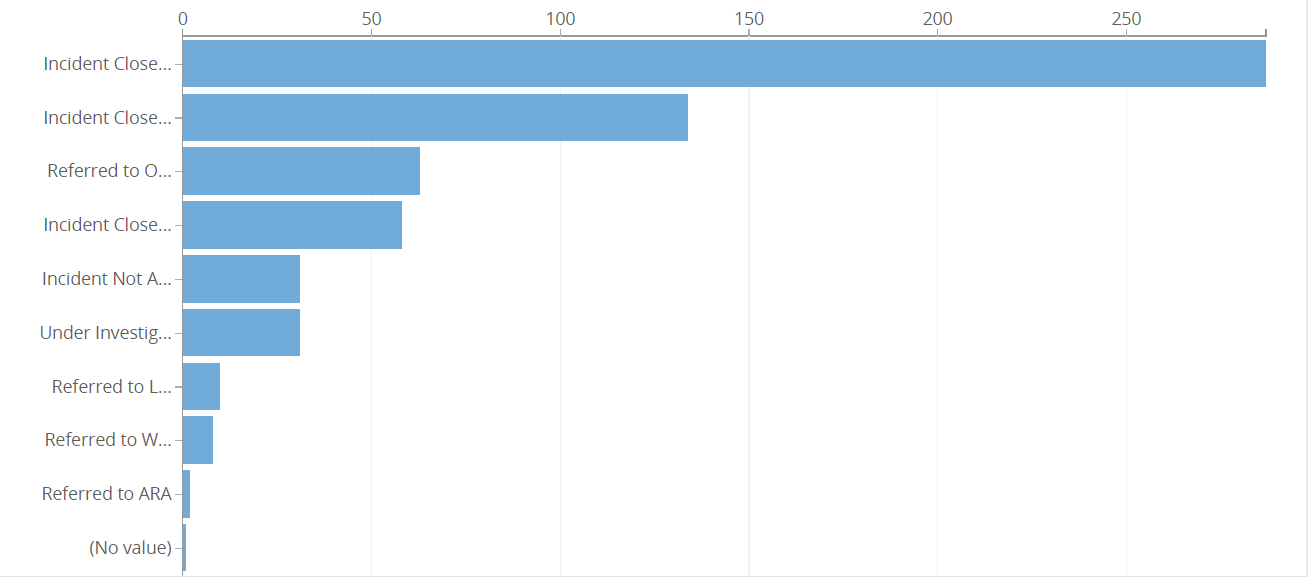 0 50 100 150 200 250
Incident Close...
Incident Close...
Referred to O...
Incident Close...
Incident Not A...
Under Investig...
Referred to L...
Referred to W...
Referred to ARA
(No value)